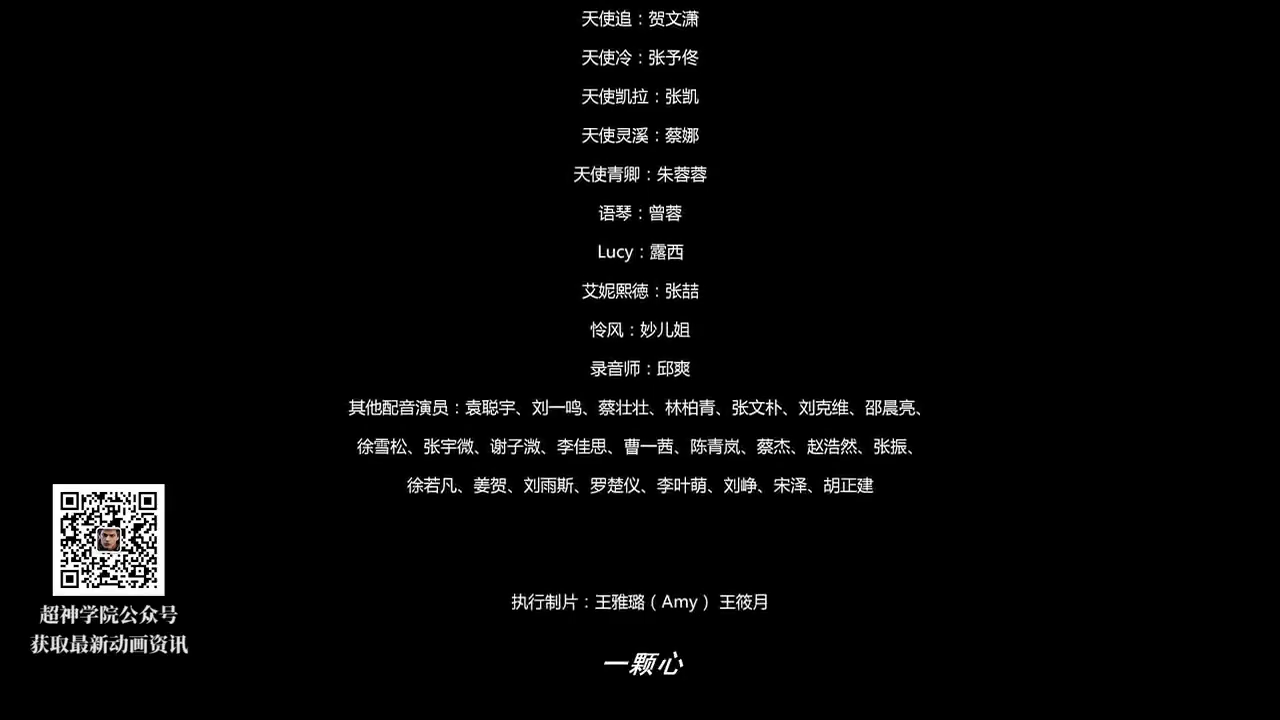 天使追：贺文潇
天使冷：张予佟
天使凯拉：张凯
天使灵溪：蔡娜
天使青卿：朱蓉蓉
语琴：曾蓉
Lucy：露西
艾妮熙徳：张喆
怜风：妙儿姐
录音师：邱爽
其他配音演员：袁聪宇、刘一鸣、蔡壮壮、林柏青、张文朴、刘克维、邵晨亮、
徐雪松、张宇微、谢子溦、李佳思、曹一茜、陈青岚、蔡杰、赵浩然、张振、
徐若凡、姜贺、刘雨斯、罗楚仪、李叶萌、刘峥、宋泽、胡正建
执行制片：王雅璐（Amy） 王筱月
超神学院公众号
获取最新动画资讯
一颗心